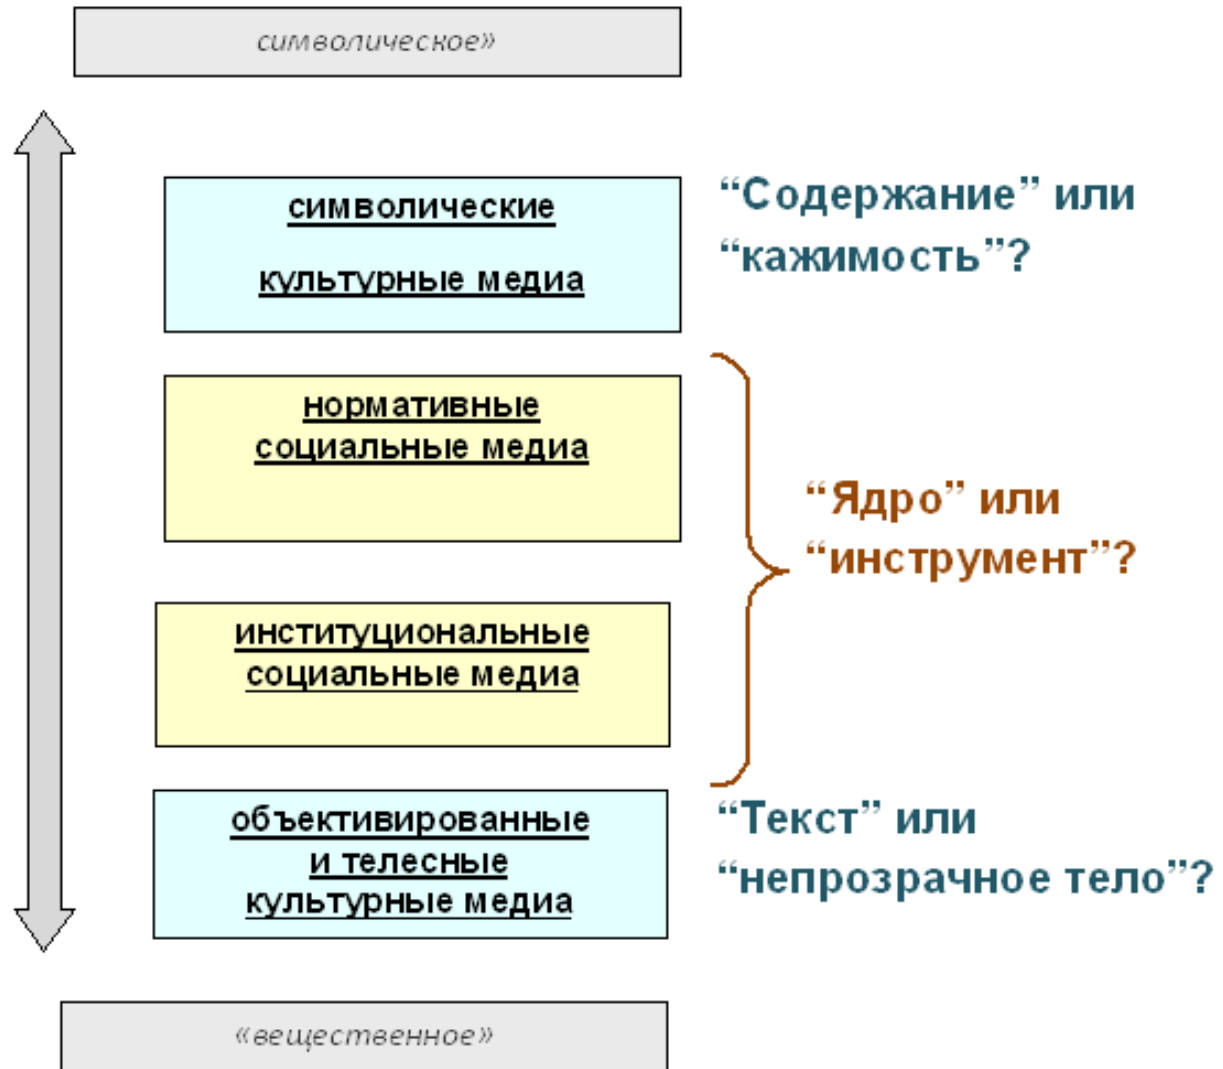 символическое»
символические
культурные медиа
“Содержание” или
“кажимость”?
нормативные
социальные медиа
“Ядро” или
“инструмент”?
институциональные
социальные медиа
объективированные
и телесные
культурные медиа
“Текст” или
“непрозрачное тело”?
«вещественное»